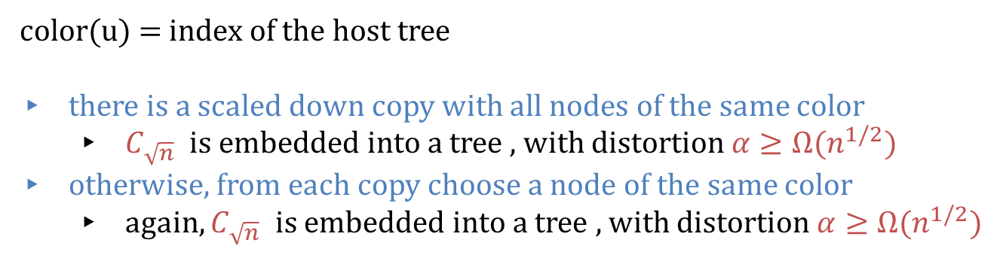 color(u) = index of the host tree
▸ there is a scaled down copy with all nodes of the same color
▸ $C_{\sqrt{n}}$ is embedded into a tree , with distortion $\alpha \geq \Omega(n^{1/2})$
▸ otherwise, from each copy choose a node of the same color
▸ again, $C_{\sqrt{n}}$ is embedded into a tree , with distortion $\alpha \geq \Omega(n^{1/2})$